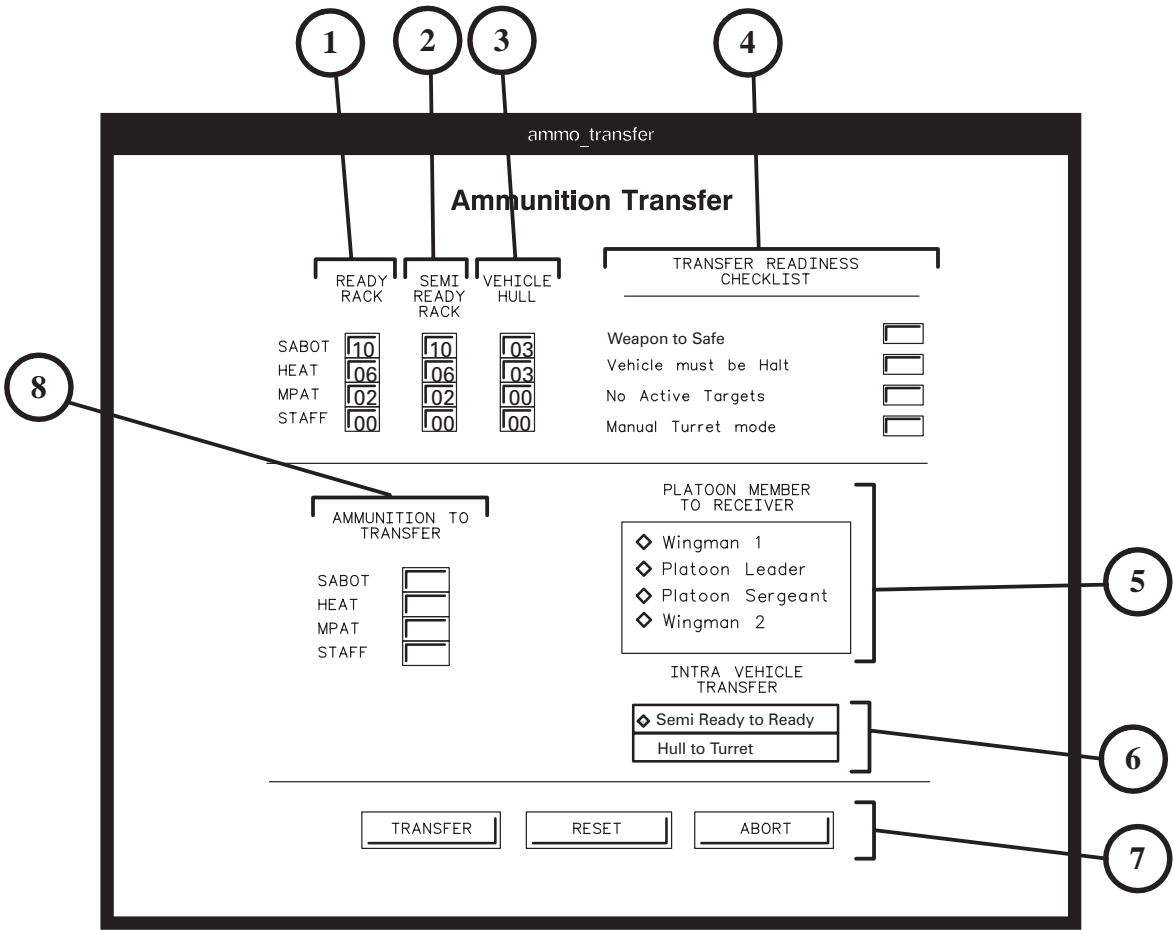 1 2 3 4
ammo_transfer
Ammunition Transfer
READY RACK
SEMI READY RACK
VEHICLE HULL
TRANSFER READINESS
CHECKLIST
SABOT 10 10 03
HEAT 06 06 03
MPAT 02 02 00
STAFF 00 00 00
Weapon to Safe
Vehicle must be Halt
No Active Targets
Manual Turret mode
8
AMMUNITION TO
TRANSFER
SABOT
HEAT
MPAT
STAFF
PLATOON MEMBER
TO RECEIVER
Wingman 1
Platoon Leader
Platoon Sergeant
Wingman 2
5
INTRA VEHICLE
TRANSFER
Semi Ready to Ready
Hull to Turret
6
TRANSFER RESET ABORT
7